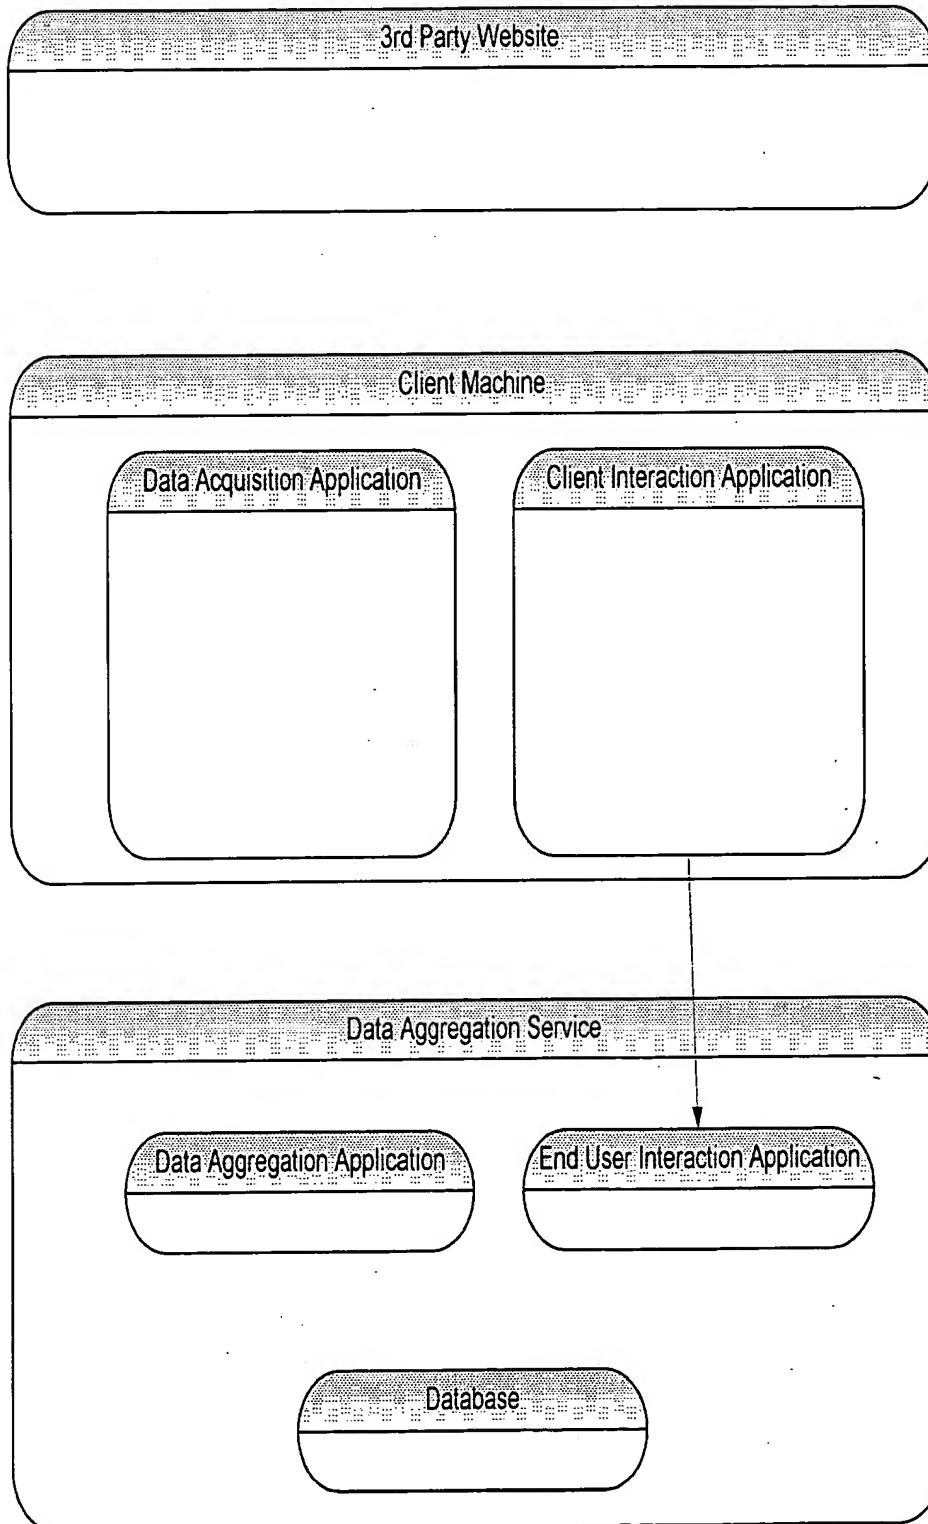 3rd Party Website
Client Machine
Data Acquisition Application
Client Interaction Application
Data Aggregation Service
Data Aggregation Application
End User Interaction Application
Database